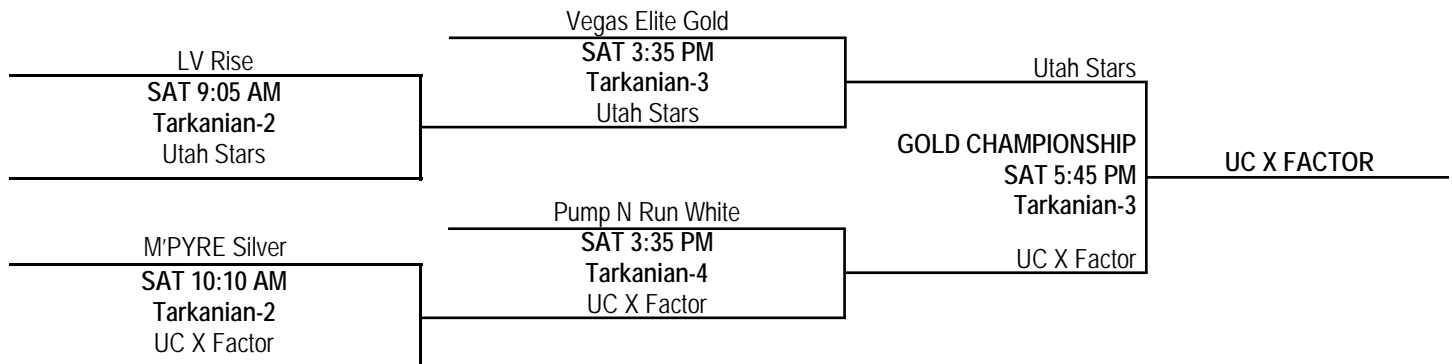 LV Rise
SAT 9:05 AM
Tarkanian-2
Utah Stars
M'PYRE Silver
SAT 10:10 AM
Tarkanian-2
UC X Factor
Vegas Elite Gold
SAT 3:35 PM
Tarkanian-3
Utah Stars
Pump N Run White
SAT 3:35 PM
Tarkanian-4
UC X Factor
Utah Stars
GOLD CHAMPIONSHIP
SAT 5:45 PM
Tarkanian-3
UC X Factor
UC X FACTOR